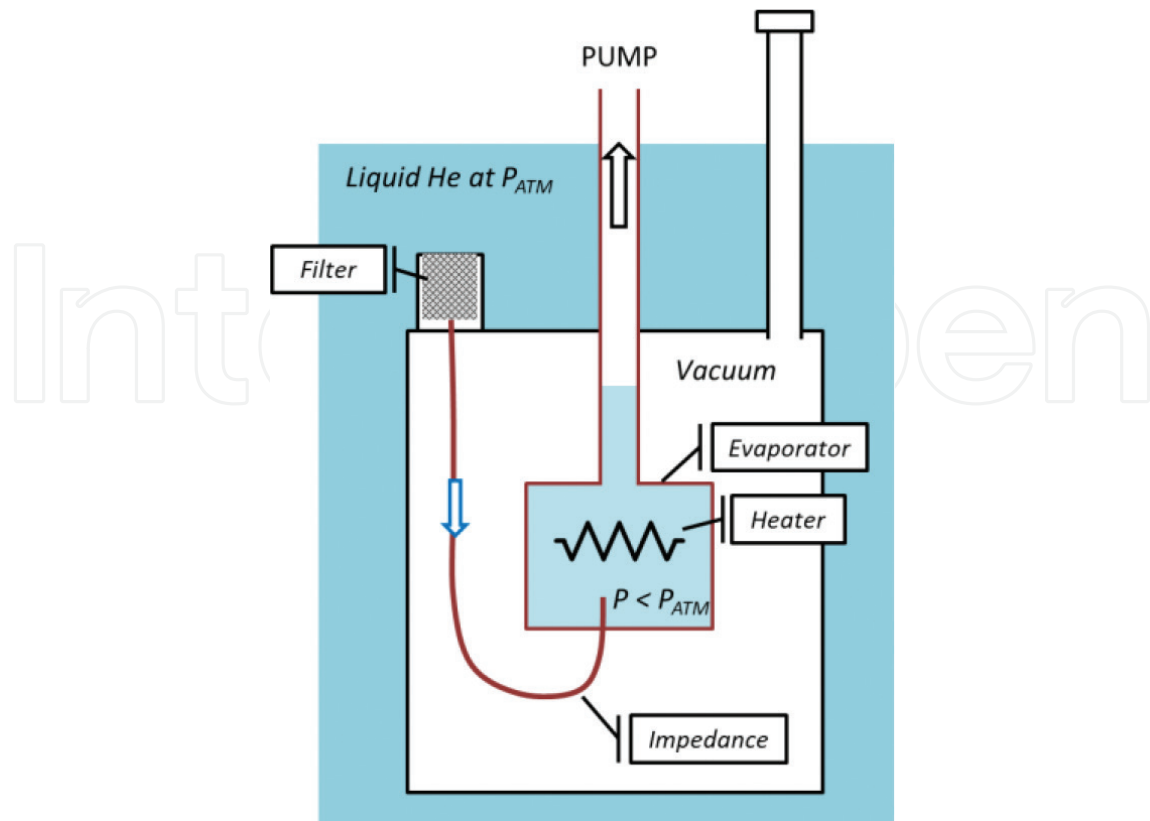 PUMP
Liquid He at PATM
Filter
Vacuum
Evaporator
Heater
P < PATM
Impedance